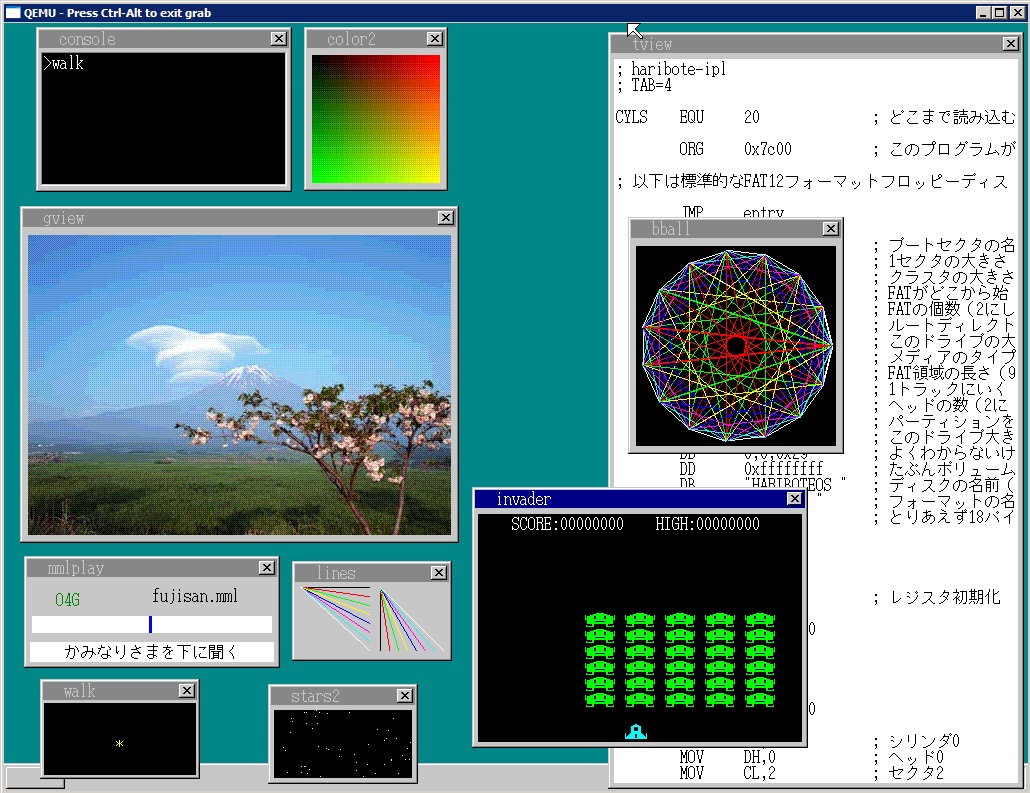 QEMU - Press Ctrl-Alt to exit grab
console
>walk
color2
tview
; haribote-ipl
; TAB=4
CYLS EQU 20 ; どこまで読み込む
ORG 0x7c00 ; このプログラムが
; 以下は標準的なFAT12フォーマットフロッピーディス
JMP entry
; ブートセクタの名
; 1セクタの大きさ
; クラスタの大きさ
; FATがどこから始
; FATの個数（2にし
; ルートディレクト
; このドライブの大
; メディアのタイプ
; FAT領域の長さ（9
; 1トラックにいく
; ヘッドの数（2に
; パーティションを
; このドライブ大き
DD 0,0,0x29 ; よくわからないけ
DD 0xffffffff ; たぶんボリューム
DB "HARIBOTEOS " ; ディスクの名前（
" ; フォーマットの名
; とりあえず18バイ
; レジスタ初期化
0
0
; シリンダ0
MOV DH,0 ; ヘッド0
MOV CL,2 ; セクタ2
gview
bball
invader
SCORE:00000000 HIGH:00000000
mmlplay
O4G fujisan.mml
かみなりさまを下に聞く
lines
walk
*
stars2